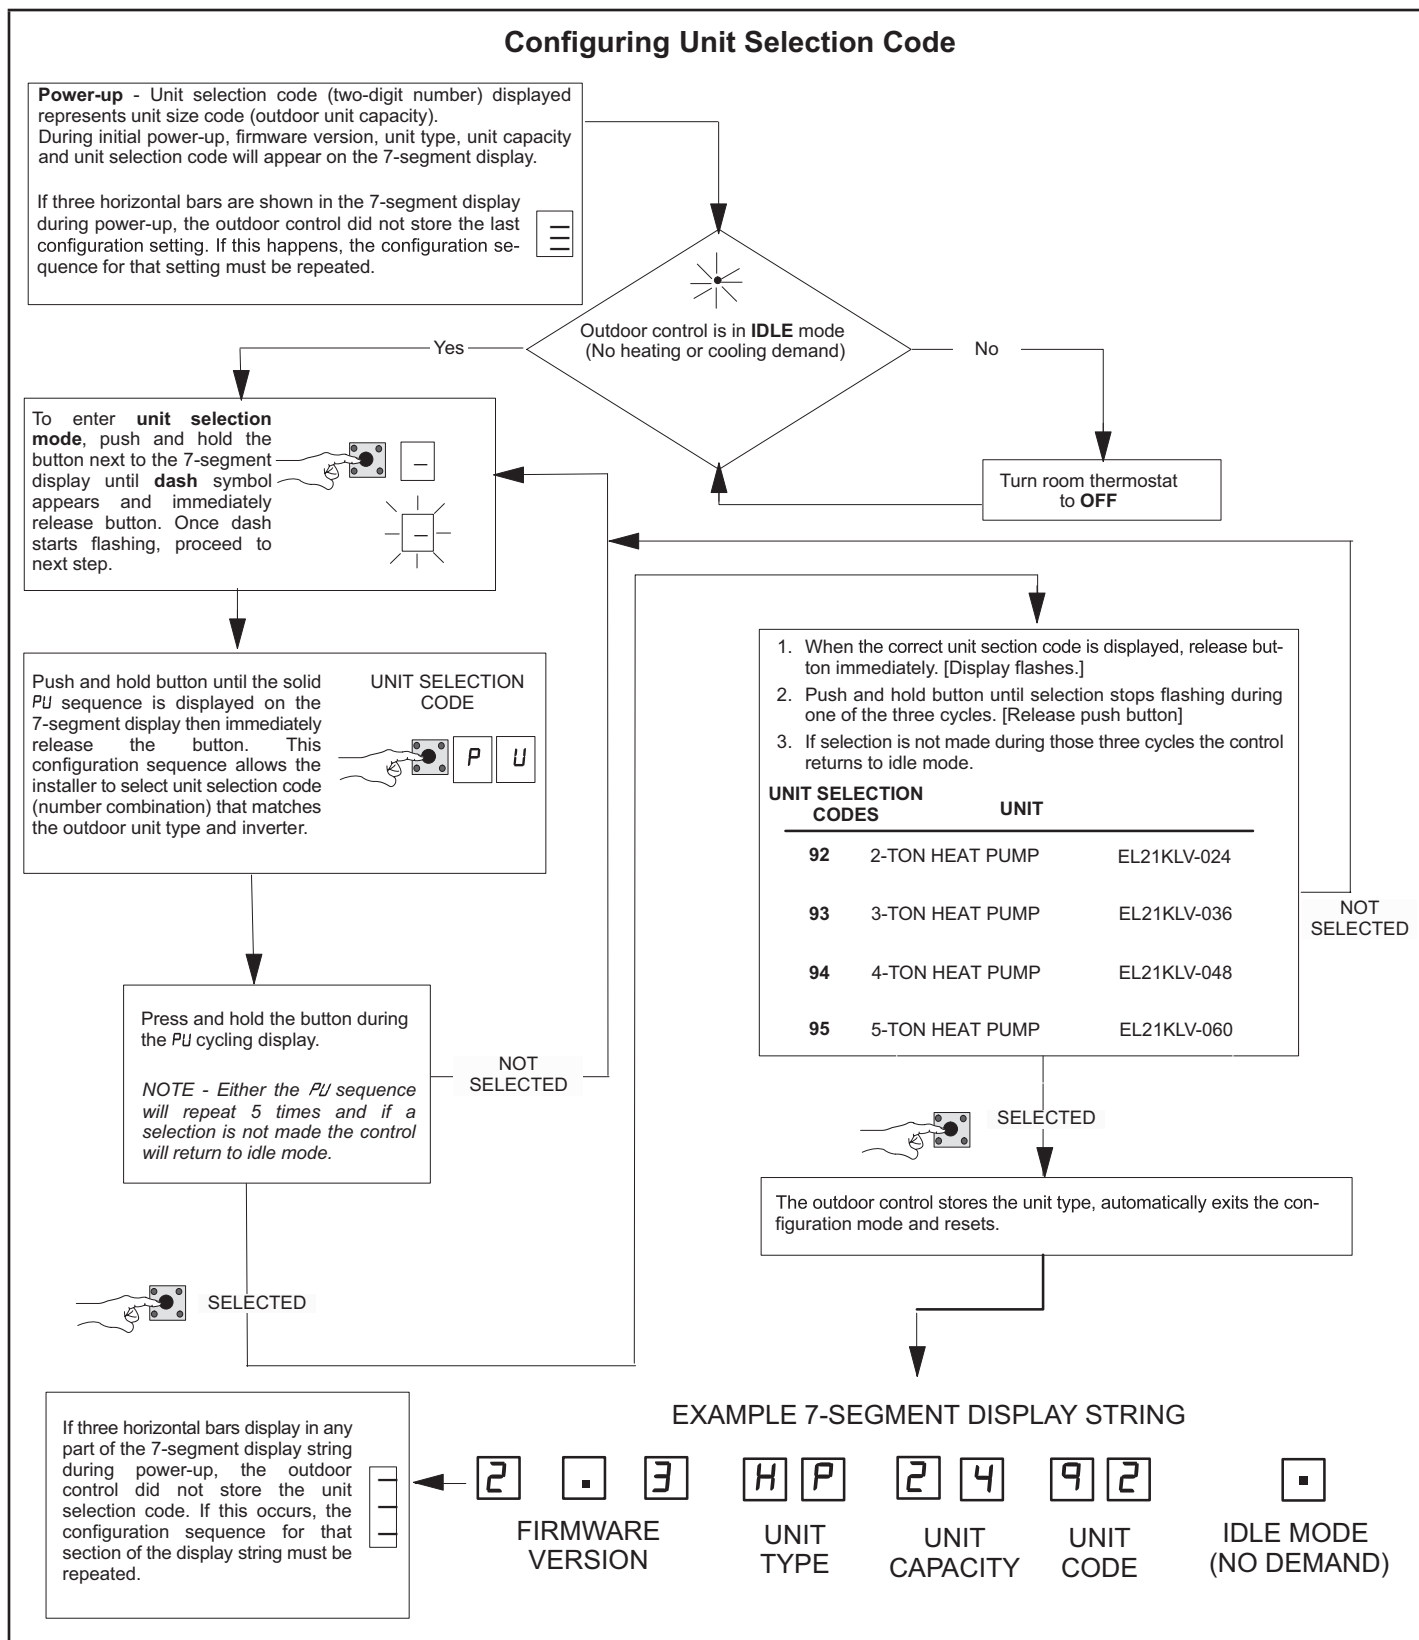 Configuring Unit Selection Code
Power-up - Unit selection code (two-digit number) displayed
represents unit size code (outdoor unit capacity).
During initial power-up, firmware version, unit type, unit capacity
and unit selection code will appear on the 7-segment display.
If three horizontal bars are shown in the 7-segment display
during power-up, the outdoor control did not store the last
configuration setting. If this happens, the configuration se-
quence for that setting must be repeated.
Outdoor control is in IDLE mode
(No heating or cooling demand)
Yes
No
Turn room thermostat
to OFF
To enter unit selection
mode, push and hold the
button next to the 7-segment
display until dash symbol
appears and immediately
release button. Once dash
starts flashing, proceed to
next step.
Push and hold button until the solid
PU sequence is displayed on the
7-segment display then immediately
release the button. This
configuration sequence allows the
installer to select unit selection code
(number combination) that matches
the outdoor unit type and inverter.
UNIT SELECTION
CODE
P U
Press and hold the button during
the PU cycling display.
NOTE - Either the PU sequence
will repeat 5 times and if a
selection is not made the control
will return to idle mode.
NOT
SELECTED
SELECTED
1. When the correct unit section code is displayed, release but-
ton immediately. [Display flashes.]
2. Push and hold button until selection stops flashing during
one of the three cycles. [Release push button]
3. If selection is not made during those three cycles the control
returns to idle mode.
UNIT SELECTION
CODES UNIT
92 2-TON HEAT PUMP EL21KLV-024
93 3-TON HEAT PUMP EL21KLV-036
94 4-TON HEAT PUMP EL21KLV-048
95 5-TON HEAT PUMP EL21KLV-060
NOT
SELECTED
SELECTED
The outdoor control stores the unit type, automatically exits the con-
figuration mode and resets.
EXAMPLE 7-SEGMENT DISPLAY STRING
2 . 3 H P 2 4 9 2 .
FIRMWARE
VERSION
UNIT
TYPE
UNIT
CAPACITY
UNIT
CODE
IDLE MODE
(NO DEMAND)
If three horizontal bars display in any
part of the 7-segment display string
during power-up, the outdoor
control did not store the unit
selection code. If this occurs, the
configuration sequence for that
section of the display string must be
repeated.